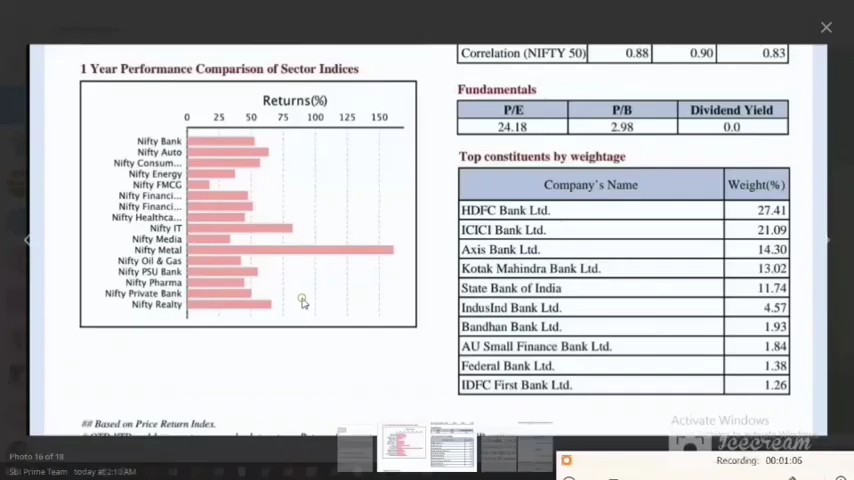 Correlation (NIFTY 50) 0.88 0.90 0.83
1 Year Performance Comparison of Sector Indices
Returns(%)
0 25 50 75 100 125 150
Nifty Bank
Nifty Auto
Nifty Consum...
Nifty Energy
Nifty FMCG
Nifty Financi...
Nifty Financi...
Nifty Healthca...
Nifty IT
Nifty Media
Nifty Metal
Nifty Oil & Gas
Nifty PSU Bank
Nifty Pharma
Nifty Private Bank
Nifty Realty
## Based on Price Return Index.
Fundamentals
P/E P/B Dividend Yield
24.18 2.98 0.0
Top constituents by weightage
Company's Name Weight(%)
HDFC Bank Ltd. 27.41
ICICI Bank Ltd. 21.09
Axis Bank Ltd. 14.30
Kotak Mahindra Bank Ltd. 13.02
State Bank of India 11.74
IndusInd Bank Ltd. 4.57
Bandhan Bank Ltd. 1.93
AU Small Finance Bank Ltd. 1.84
Federal Bank Ltd. 1.38
IDFC First Bank Ltd. 1.26
Activate Windows
Icecream
Photo 16 of 18
Sbl Prime Team today at 2:10 AM
Recording: 00:01:06